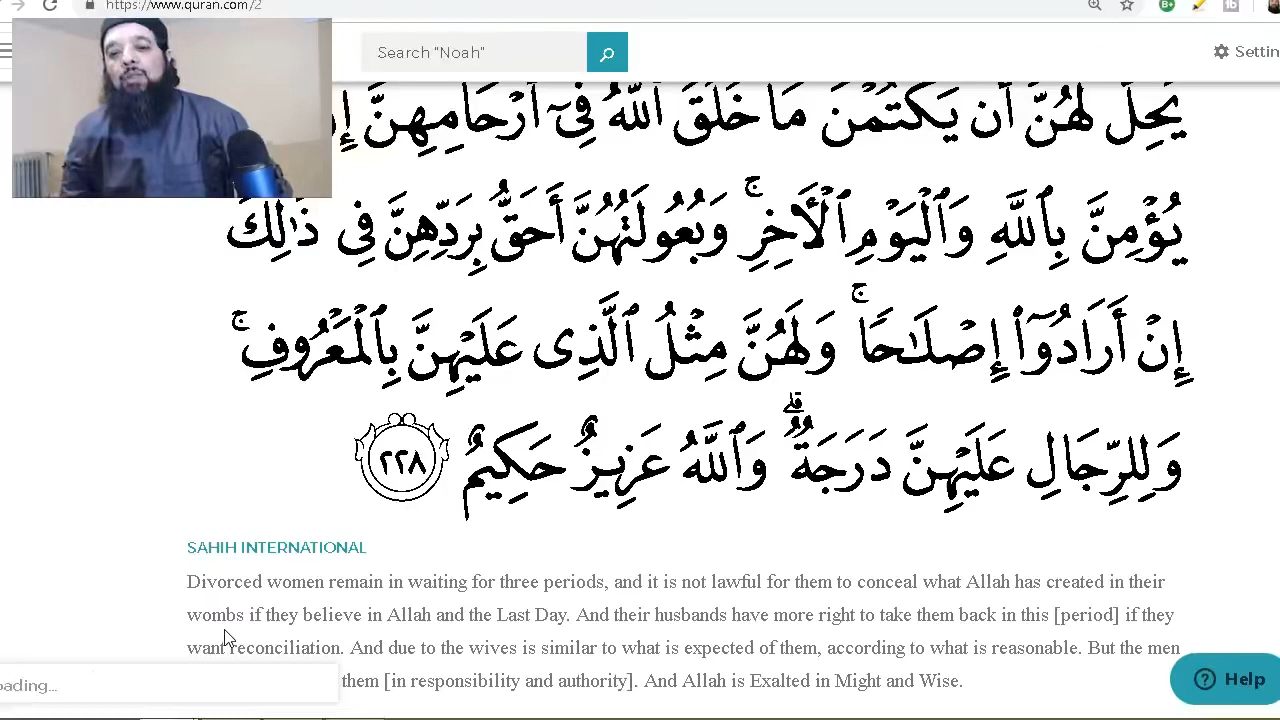 https://www.quran.com/2
Search "Noah"
يَحِلُّ لَهُنَّ أَن يَكْتُمْنَ مَا خَلَقَ ٱللَّهُ فِىٓ أَرْحَامِهِنَّ
يُؤْمِنَّ بِٱللَّهِ وَٱلْيَوْمِ ٱلْـَٔاخِرِ ۚ وَبُعُولَتُهُنَّ أَحَقُّ بِرَدِّهِنَّ فِى ذَٰلِكَ
إِنْ أَرَادُوٓا۟ إِصْلَـٰحًا ۚ وَلَهُنَّ مِثْلُ ٱلَّذِى عَلَيْهِنَّ بِٱلْمَعْرُوفِ ۚ
وَلِلرِّجَالِ عَلَيْهِنَّ دَرَجَةٌ ۗ وَٱللَّهُ عَزِيزٌ حَكِيمٌ ٢٢٨
SAHIH INTERNATIONAL
Divorced women remain in waiting for three periods, and it is not lawful for them to conceal what Allah has created in their
wombs if they believe in Allah and the Last Day. And their husbands have more right to take them back in this [period] if they
want reconciliation. And due to the wives is similar to what is expected of them, according to what is reasonable. But the men
them [in responsibility and authority]. And Allah is Exalted in Might and Wise.
Help